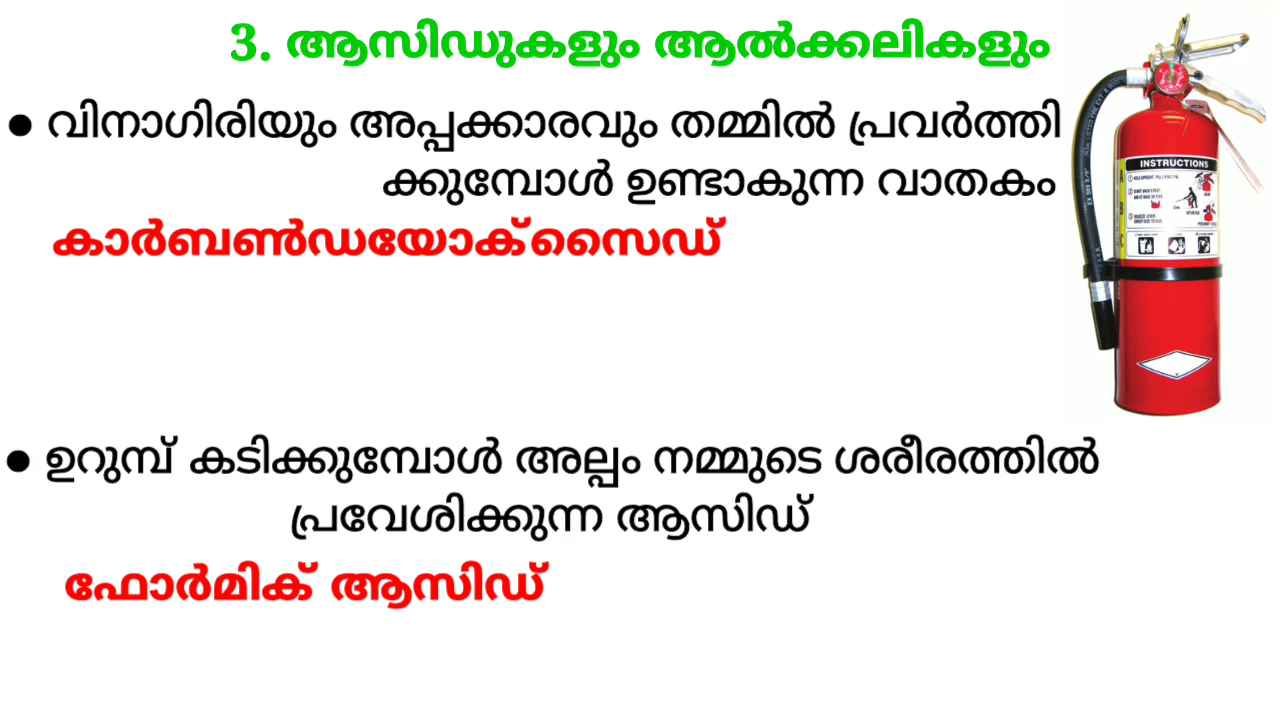 3. ആസിഡുകളും ആൽക്കലികളും
● വിനാഗിരിയും അപ്പക്കാരവും തമ്മിൽ പ്രവർത്തി
ക്കുമ്പോൾ ഉണ്ടാകുന്ന വാതകം
കാർബൺഡയോക്സൈഡ്
INSTRUCTIONS
● ഉറുമ്പ് കടിക്കുമ്പോൾ അല്പം നമ്മുടെ ശരീരത്തിൽ
പ്രവേശിക്കുന്ന ആസിഡ്
ഫോർമിക് ആസിഡ്